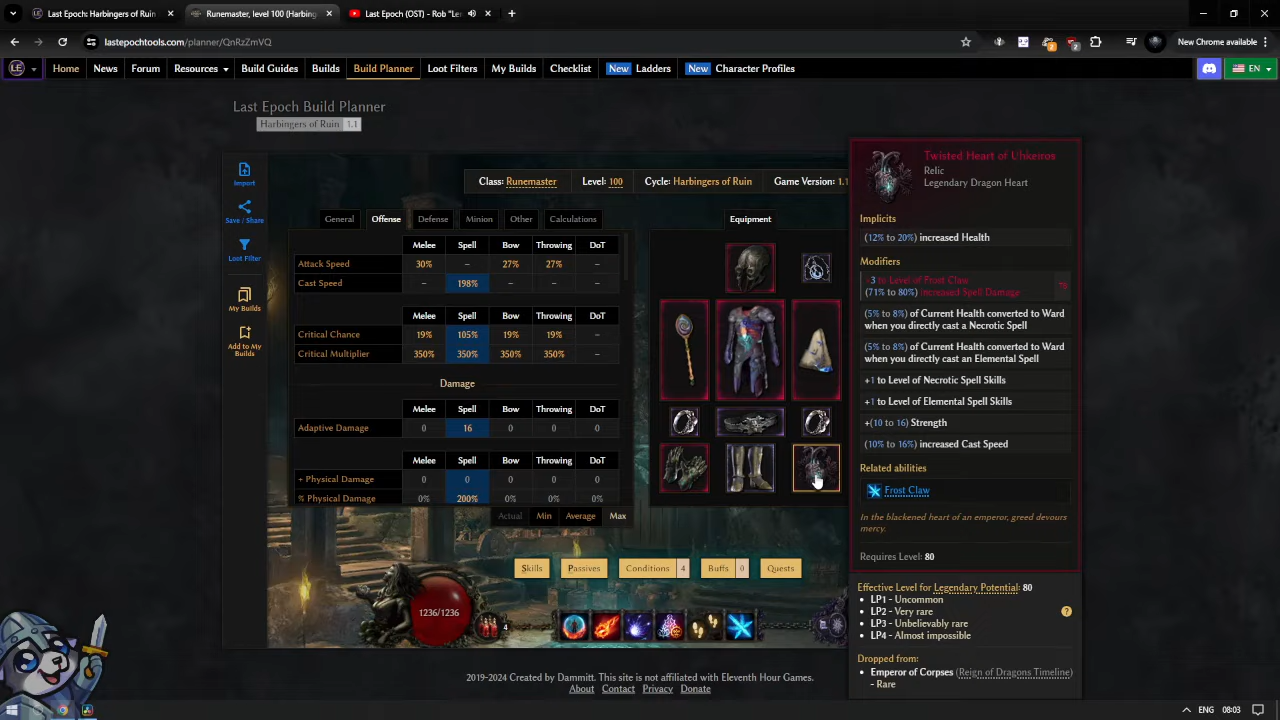 Last Epoch: Harbingers of Ruin
Runemaster, level 100 (Harbing
Last Epoch (OST) - Rob "Le
lastepochtools.com/planner/QnRzZmVQ
2
2
New Chrome available
LE
Home
News
Forum
Resources
Build Guides
Builds
Build Planner
Loot Filters
My Builds
Checklist
New Ladders
New Character Profiles
EN
Last Epoch Build Planner
Harbingers of Ruin 1.1
Import
Save / Share
Loot Filter
My Builds
Add to My
Builds
Class: Runemaster
Level: 100
Cycle: Harbingers of Ruin
Game Version: 1.1
General
Offense
Defense
Minion
Other
Calculations
Melee Spell Bow Throwing DoT
Attack Speed 30% – 27% 27% –
Cast Speed – 198% – – –
Melee Spell Bow Throwing DoT
Critical Chance 19% 105% 19% 19% –
Critical Multiplier 350% 350% 350% 350% –
Damage
Melee Spell Bow Throwing DoT
Adaptive Damage 0 16 0 0 0
Melee Spell Bow Throwing DoT
+ Physical Damage 0 0 0 0 0
% Physical Damage 0% 200% 0% 0% 0%
Actual Min Average Max
Equipment
Skills
Passives
Conditions 4
Buffs 0
Quests
1236/1236
4
Twisted Heart of Uhkeiros
Relic
Legendary Dragon Heart
Implicits
(12% to 20%) increased Health
Modifiers
3 to Level of Frost Claw
(71% to 80%) Increased Spell Damage
(5% to 8%) of Current Health converted to Ward
when you directly cast a Necrotic Spell
(5% to 8%) of Current Health converted to Ward
when you directly cast an Elemental Spell
+1 to Level of Necrotic Spell Skills
+1 to Level of Elemental Spell Skills
+(10 to 16) Strength
(10% to 16%) increased Cast Speed
Related abilities
Frost Claw
In the blackened heart of an emperor, greed devours
mercy.
Requires Level: 80
Effective Level for Legendary Potential: 80
• LP1 – Uncommon
• LP2 – Very rare
• LP3 – Unbelievably rare
• LP4 – Almost impossible
?
Dropped from:
• Emperor of Corpses (Reign of Dragons Timeline)
– Rare
2019-2024 Created by Dammitt. This site is not affiliated with Eleventh Hour Games.
About Contact Privacy Donate
ENG
08:03